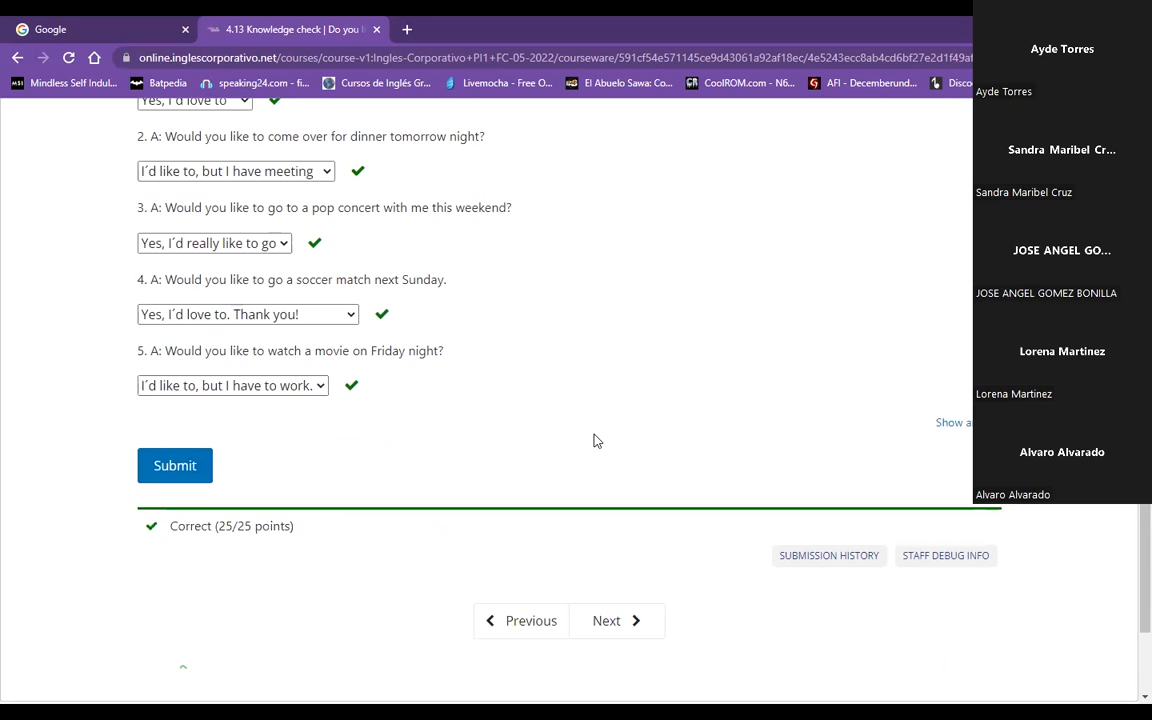 Google
4.13 Knowledge check | Do you l
online.inglescorporativo.net/courses/course-v1:Ingles-Corporativo+PI1+FC-05-2022/courseware/591cf54e571145ce9d43061a92af18ec/4e5243ecc8ab4cd6bf27e2d1f49af
Mindless Self Indul... Batpedia speaking24.com - fi... Cursos de Inglés Gr... Livemocha - Free O... El Abuelo Sawa: Co... CoolROM.com - N6... AFI - Decemberund... Disco
Yes, I'd love to
2. A: Would you like to come over for dinner tomorrow night?
I´d like to, but I have meeting
3. A: Would you like to go to a pop concert with me this weekend?
Yes, I´d really like to go
4. A: Would you like to go a soccer match next Sunday.
Yes, I´d love to. Thank you!
5. A: Would you like to watch a movie on Friday night?
I´d like to, but I have to work.
Show a
Submit
Correct (25/25 points)
SUBMISSION HISTORY STAFF DEBUG INFO
Previous Next
Ayde Torres
Ayde Torres
Sandra Maribel Cr...
Sandra Maribel Cruz
JOSE ANGEL GO...
JOSE ANGEL GOMEZ BONILLA
Lorena Martinez
Lorena Martinez
Alvaro Alvarado
Alvaro Alvarado